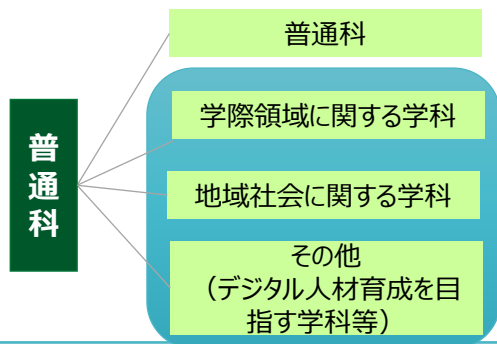 普通科
普通科
学際領域に関する学科
地域社会に関する学科
その他
（デジタル人材育成を目
指す学科等）